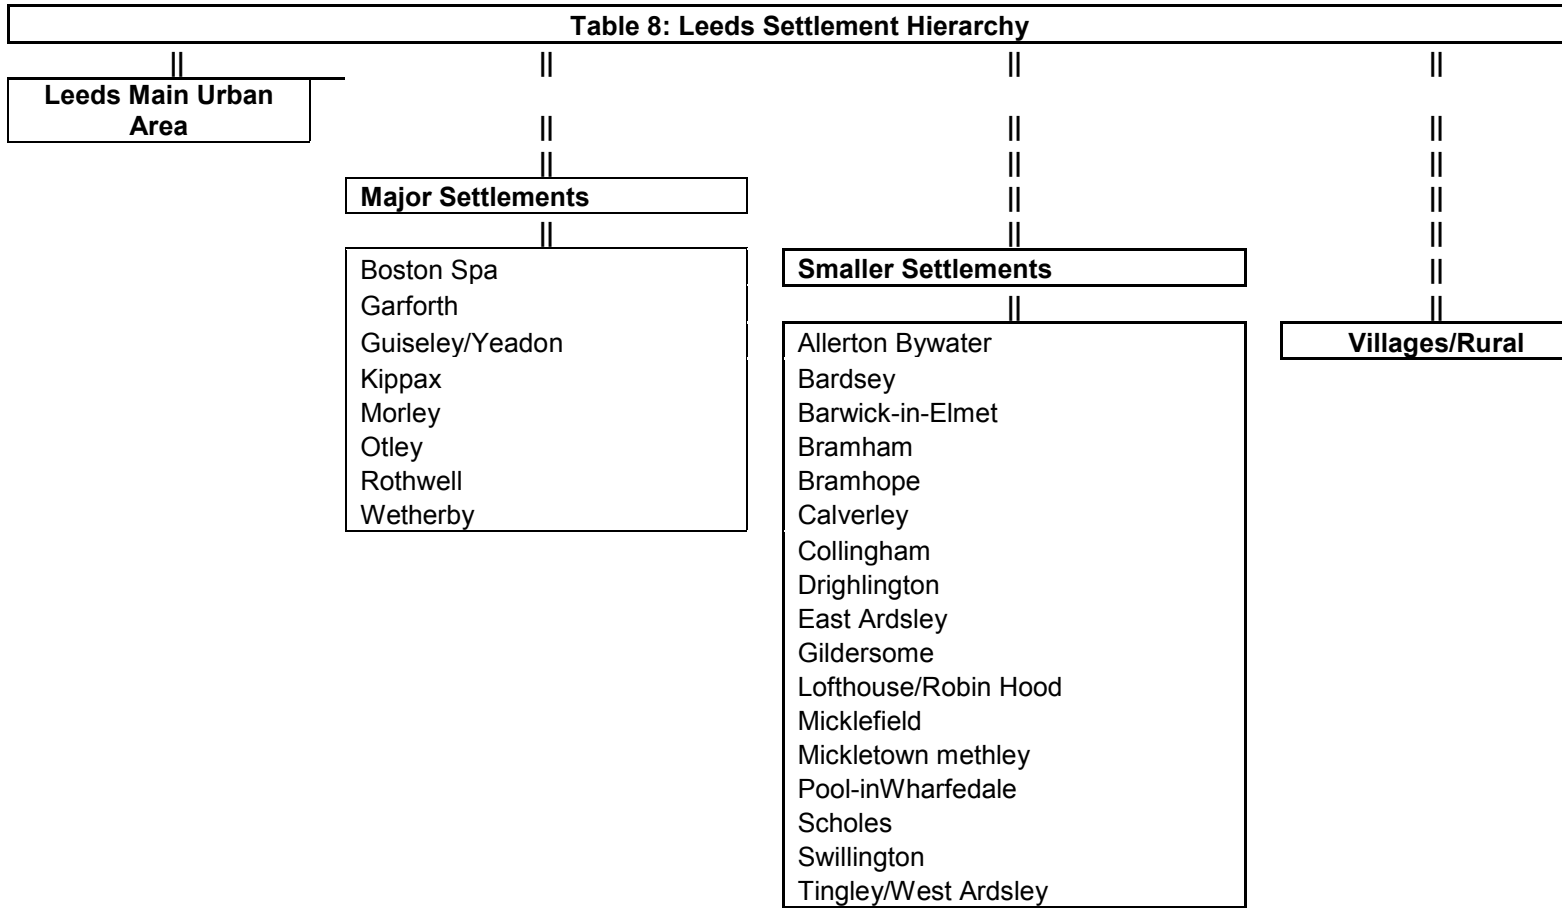 Table 8: Leeds Settlement Hierarchy
|| || || ||
Leeds Main Urban
Area
|| || ||
|| || ||
Major Settlements
|| ||
|| || ||
Boston Spa
Garforth
Guiseley/Yeadon
Kippax
Morley
Otley
Rothwell
Wetherby
Smaller Settlements
||
|| ||
Allerton Bywater
Bardsey
Barwick-in-Elmet
Bramham
Bramhope
Calverley
Collingham
Drighlington
East Ardsley
Gildersome
Lofthouse/Robin Hood
Micklefield
Mickletown methley
Pool-inWharfedale
Scholes
Swillington
Tingley/West Ardsley
Villages/Rural